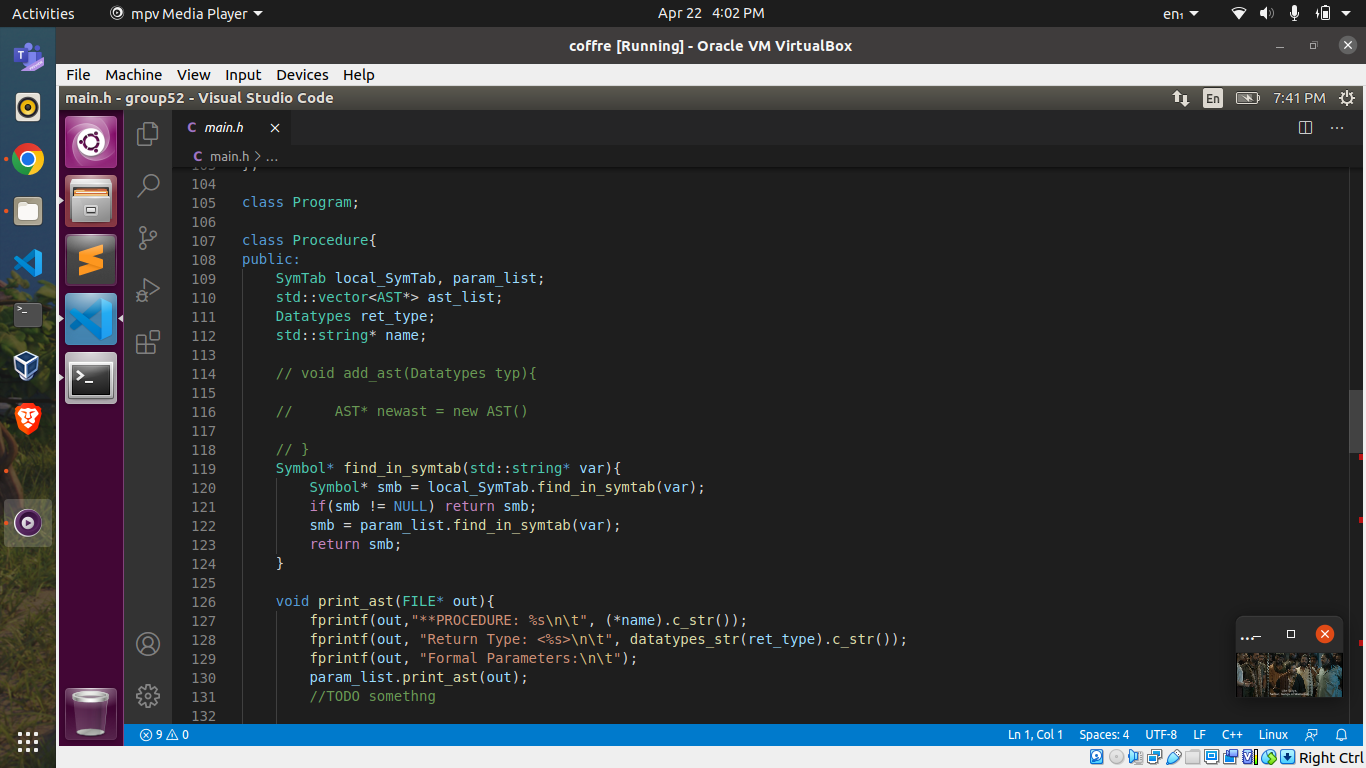 Activities
mpv Media Player
Apr 22 4:02 PM
en₁
coffre [Running] - Oracle VM VirtualBox
File Machine View Input Devices Help
main.h - group52 - Visual Studio Code
En
7:41 PM
C main.h
C main.h > ...
104
105 class Program;
106
107 class Procedure{
108 public:
109 SymTab local_SymTab, param_list;
110 std::vector<AST*> ast_list;
111 Datatypes ret_type;
112 std::string* name;
113
114 // void add_ast(Datatypes typ){
115
116 //     AST* newast = new AST()
117
118 // }
119 Symbol* find_in_symtab(std::string* var){
120 Symbol* smb = local_SymTab.find_in_symtab(var);
121 if(smb != NULL) return smb;
122 smb = param_list.find_in_symtab(var);
123 return smb;
124 }
125
126 void print_ast(FILE* out){
127 fprintf(out,"**PROCEDURE: %s\n\t", (*name).c_str());
128 fprintf(out, "Return Type: <%s>\n\t", datatypes_str(ret_type).c_str());
129 fprintf(out, "Formal Parameters:\n\t");
130 param_list.print_ast(out);
131 //TODO somethng
132
...
9 0
Ln 1, Col 1 Spaces: 4 UTF-8 LF C++ Linux
Right Ctrl